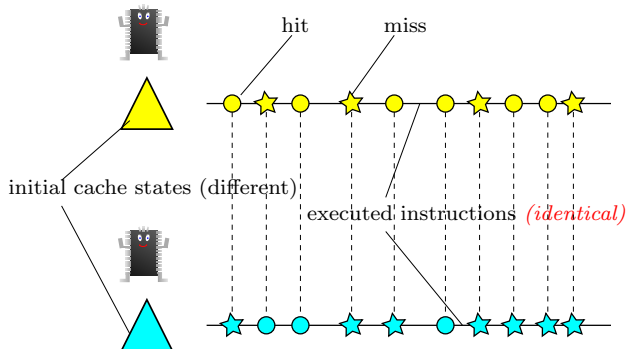 hit
miss
initial cache states (different)
executed instructions (identical)